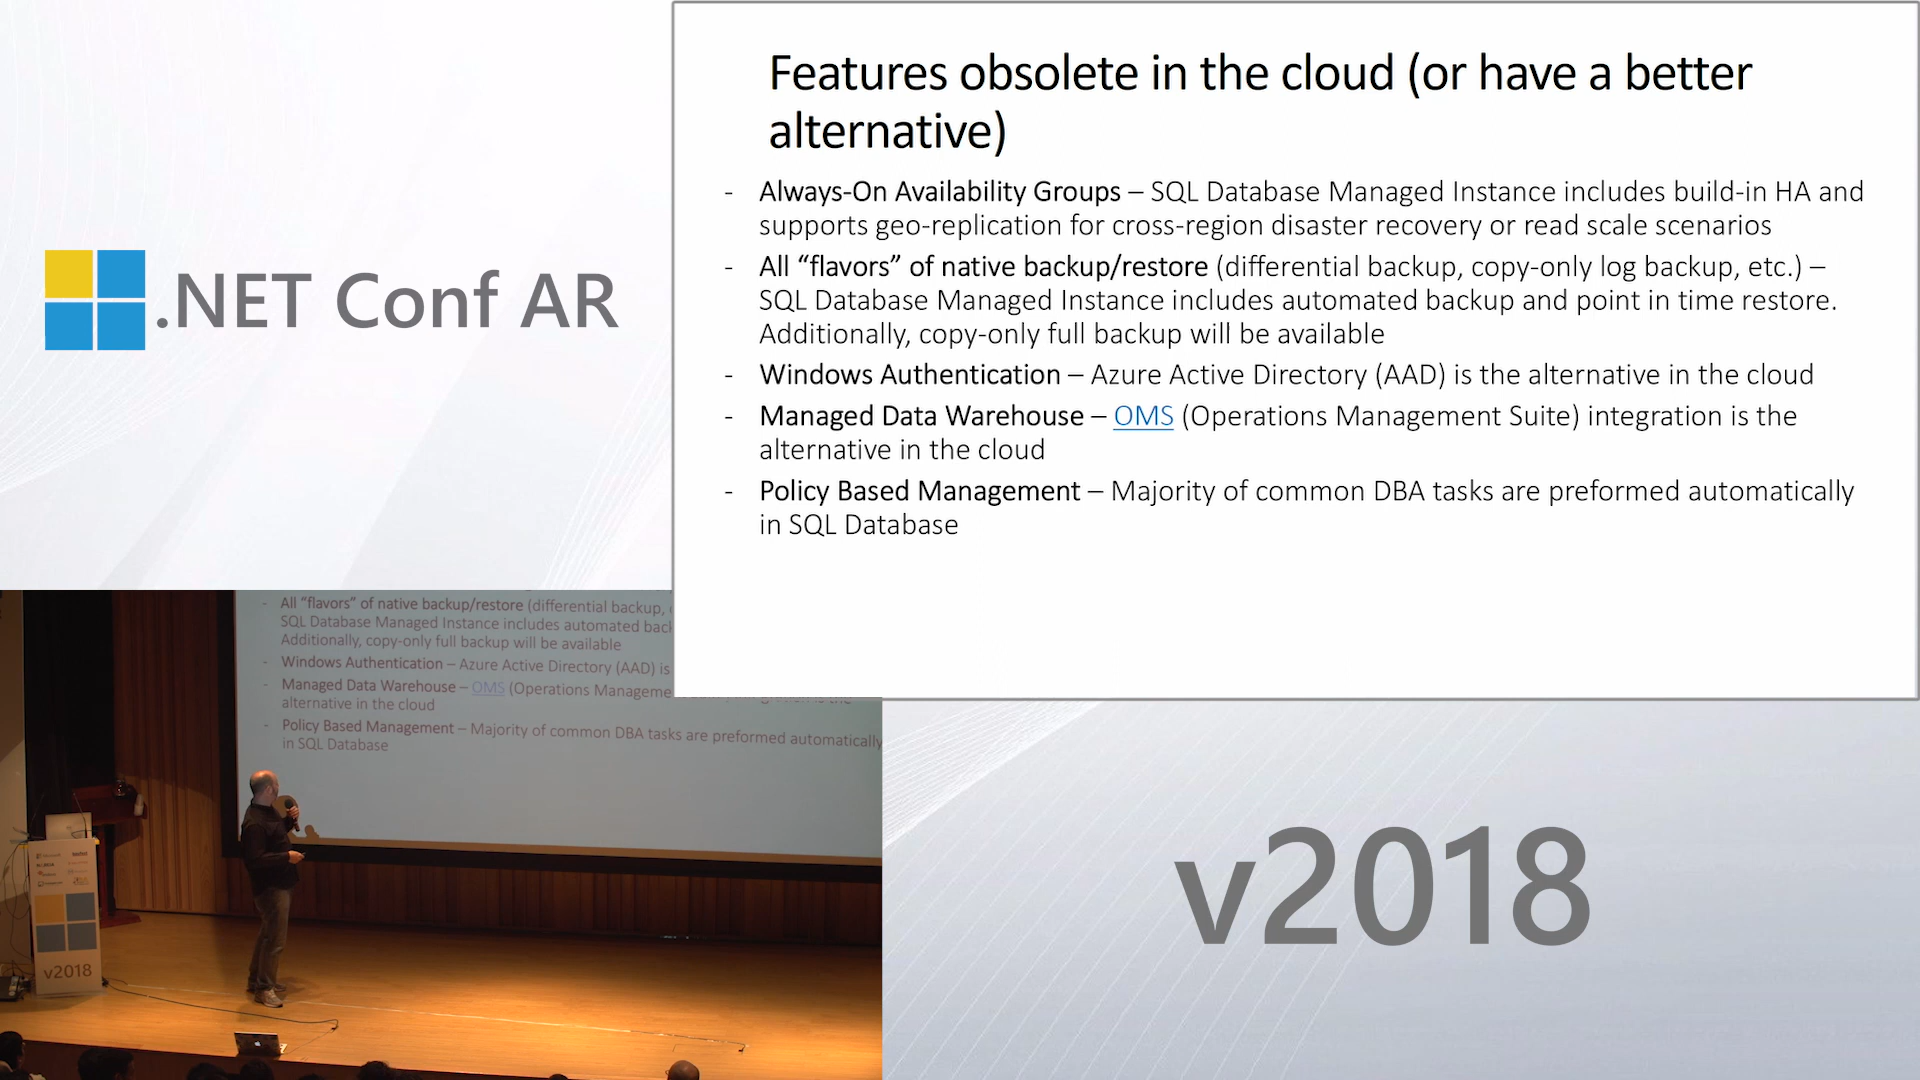 Features obsolete in the cloud (or have a better
alternative)
- Always-On Availability Groups – SQL Database Managed Instance includes build-in HA and
supports geo-replication for cross-region disaster recovery or read scale scenarios
- All “flavors” of native backup/restore (differential backup, copy-only log backup, etc.) –
SQL Database Managed Instance includes automated backup and point in time restore.
Additionally, copy-only full backup will be available
- Windows Authentication – Azure Active Directory (AAD) is the alternative in the cloud
- Managed Data Warehouse – OMS (Operations Management Suite) integration is the
alternative in the cloud
- Policy Based Management – Majority of common DBA tasks are preformed automatically
in SQL Database
.NET Conf AR
- All “flavors” of native backup/restore (differential backup,
SQL Database Managed Instance includes automated back
Additionally, copy-only full backup will be available
- Windows Authentication – Azure Active Directory (AAD) is
- Managed Data Warehouse – OMS (Operations Manageme
alternative in the cloud
- Policy Based Management – Majority of common DBA tasks are preformed automatically
in SQL Database
v2018
v2018